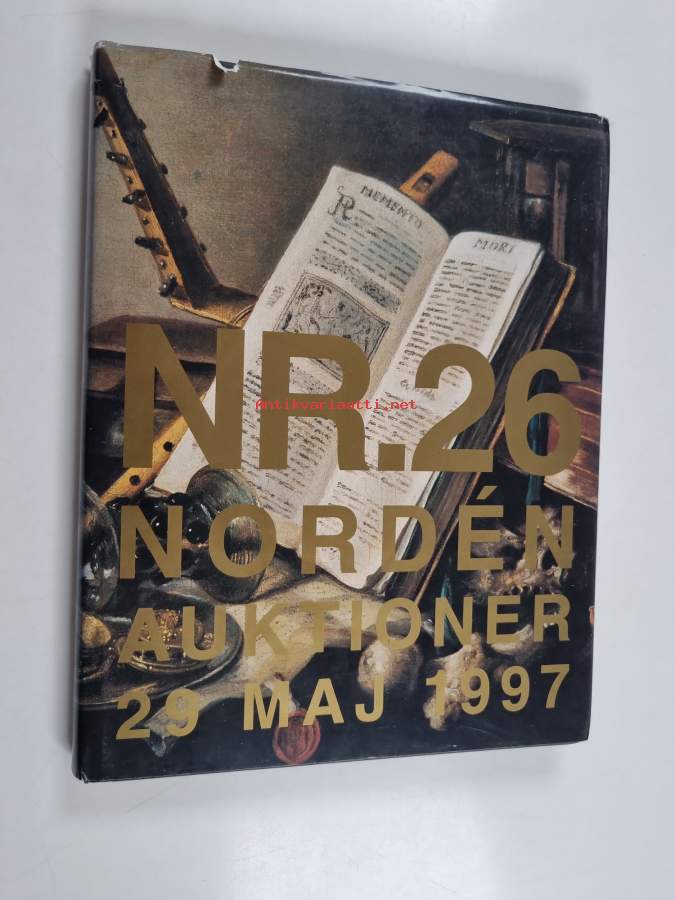 MEMENTO
MORI
NR.26
Antikvariaatti.net
NORDÉN
AUKTIONER
29 MAJ 1997